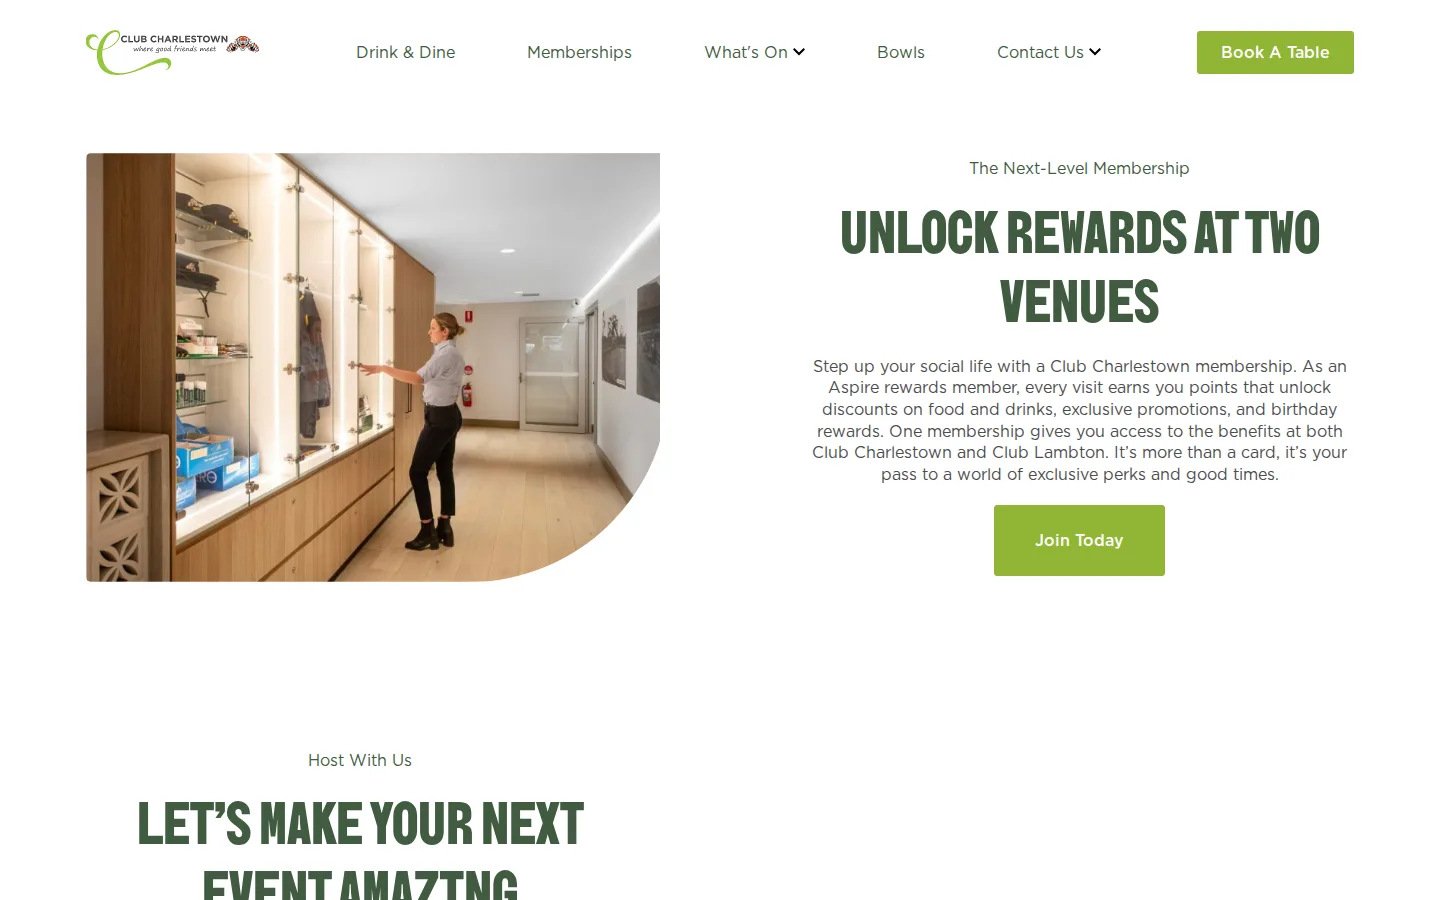 CLUB CHARLESTOWN
where good friends meet
Drink & Dine
Memberships
What's On
Bowls
Contact Us
Book A Table
The Next-Level Membership
UNLOCK REWARDS AT TWO
VENUES
Step up your social life with a Club Charlestown membership. As an
Aspire rewards member, every visit earns you points that unlock
discounts on food and drinks, exclusive promotions, and birthday
rewards. One membership gives you access to the benefits at both
Club Charlestown and Club Lambton. It’s more than a card, it’s your
pass to a world of exclusive perks and good times.
Join Today
Host With Us
LET’S MAKE YOUR NEXT
EVENT AMAZING